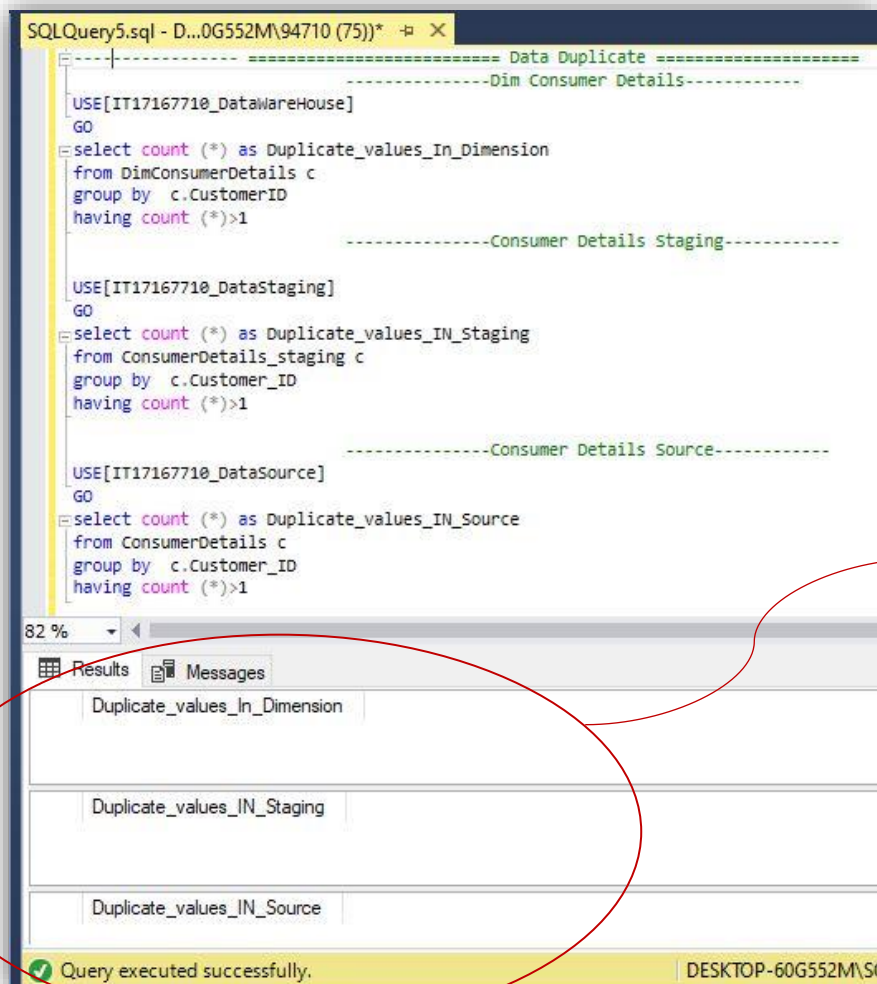 SQLQuery5.sql - D...0G552M\94710 (75))*
----------------- ========================== Data Duplicate =====================
---------------Dim Consumer Details------------
USE[IT17167710_DataWareHouse]
GO
select count (*) as Duplicate_values_In_Dimension
from DimConsumerDetails c
group by  c.CustomerID
having count (*)>1
---------------Consumer Details Staging------------
USE[IT17167710_DataStaging]
GO
select count (*) as Duplicate_values_IN_Staging
from ConsumerDetails_staging c
group by  c.Customer_ID
having count (*)>1
---------------Consumer Details Source------------
USE[IT17167710_DataSource]
GO
select count (*) as Duplicate_values_IN_Source
from ConsumerDetails c
group by  c.Customer_ID
having count (*)>1
82 %
Results Messages
Duplicate_values_In_Dimension
Duplicate_values_IN_Staging
Duplicate_values_IN_Source
Query executed successfully. DESKTOP-60G552M\S